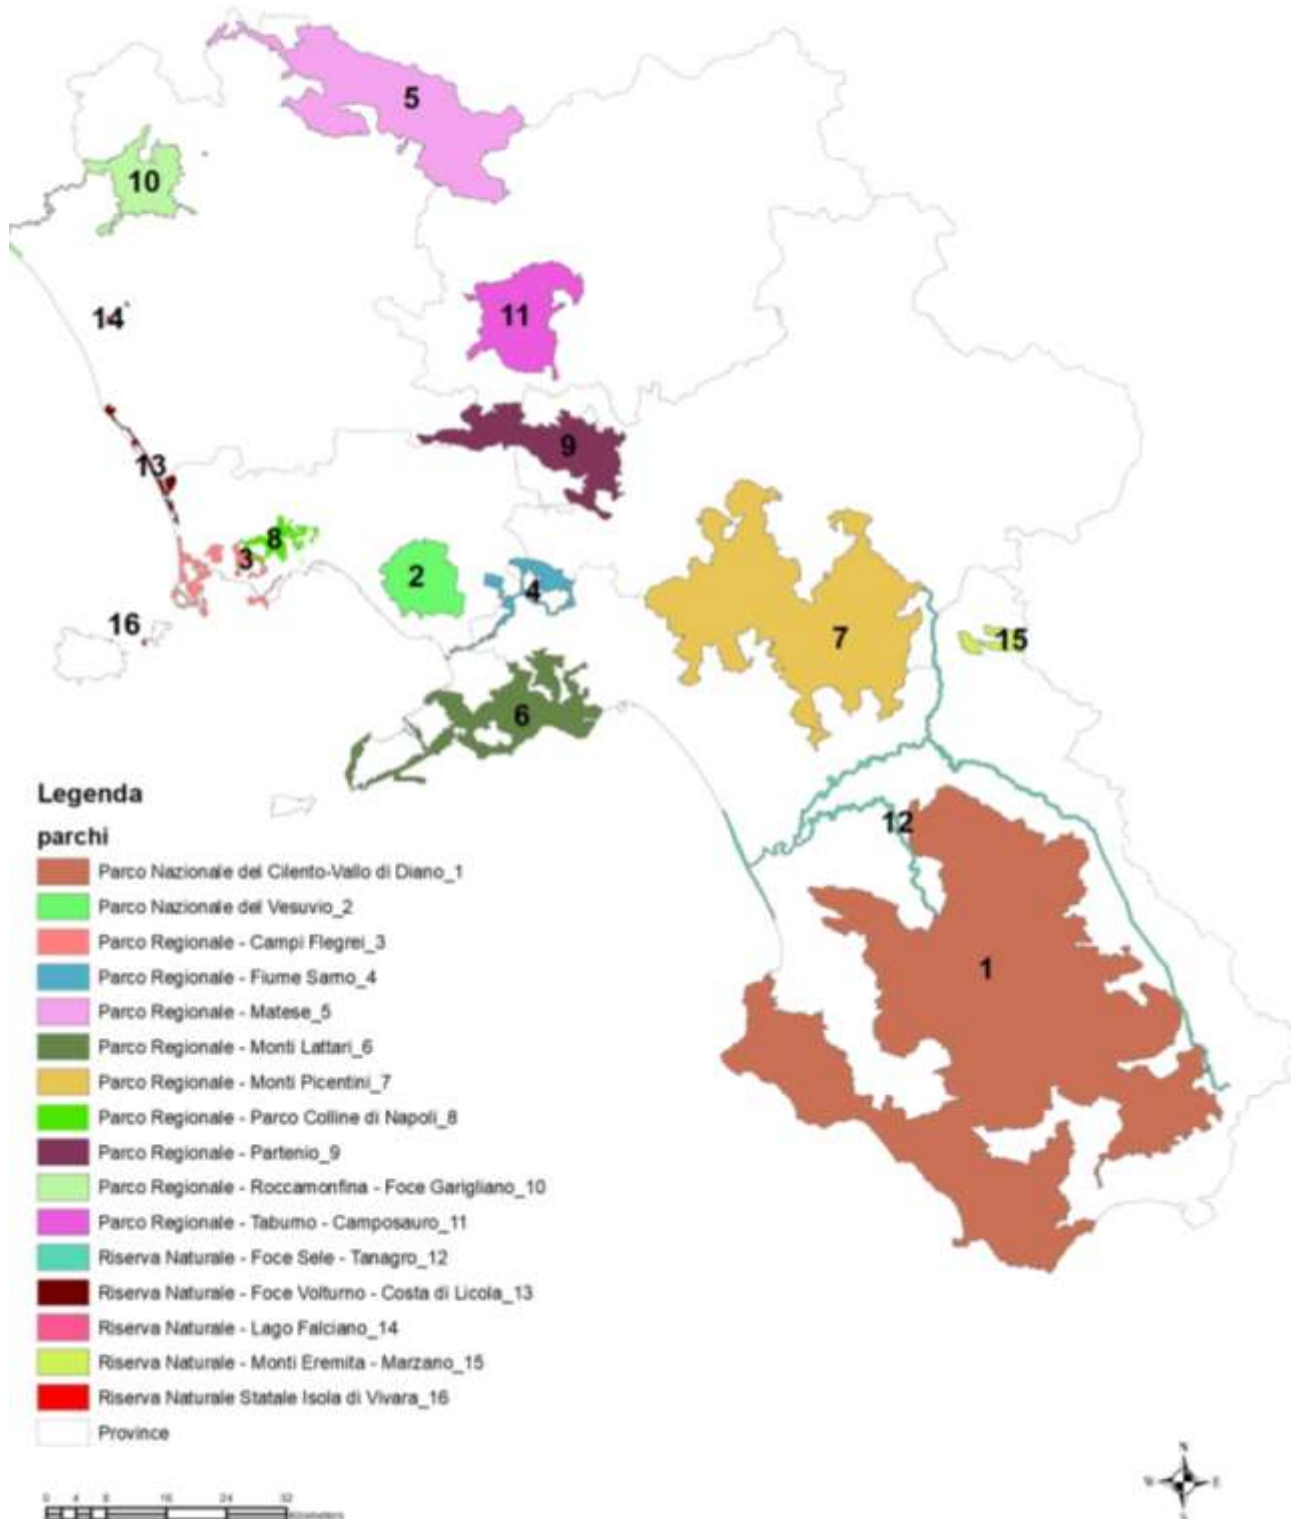 5
10
11
14
9
13
8
3
2
4
16
7
15
6
12
1
Legenda
parchi
Parco Nazionale del Cilento-Vallo di Diano_1
Parco Nazionale del Vesuvio_2
Parco Regionale - Campi Flegrei_3
Parco Regionale - Fiume Sarno_4
Parco Regionale - Matese_5
Parco Regionale - Monti Lattari_6
Parco Regionale - Monti Picentini_7
Parco Regionale - Parco Colline di Napoli_8
Parco Regionale - Partenio_9
Parco Regionale - Roccamonfina - Foce Garigliano_10
Parco Regionale - Taburno - Camposauro_11
Riserva Naturale - Foce Sele - Tanagro_12
Riserva Naturale - Foce Volturno - Costa di Licola_13
Riserva Naturale - Lago Falciano_14
Riserva Naturale - Monti Eremita - Marzano_15
Riserva Naturale Statale Isola di Vivara_16
Province
N
W E
S
0 4 8 16 24 32
Kilometers